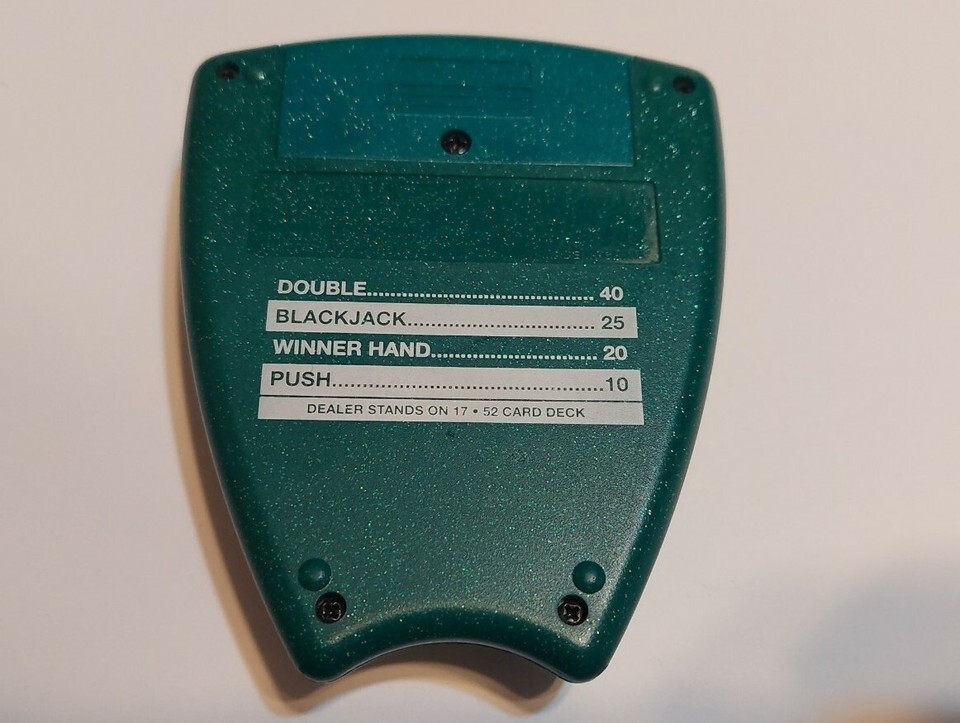 DOUBLE.......................................... 40
BLACKJACK.................................. 25
WINNER HAND............................... 20
PUSH.................................................10
DEALER STANDS ON 17 • 52 CARD DECK